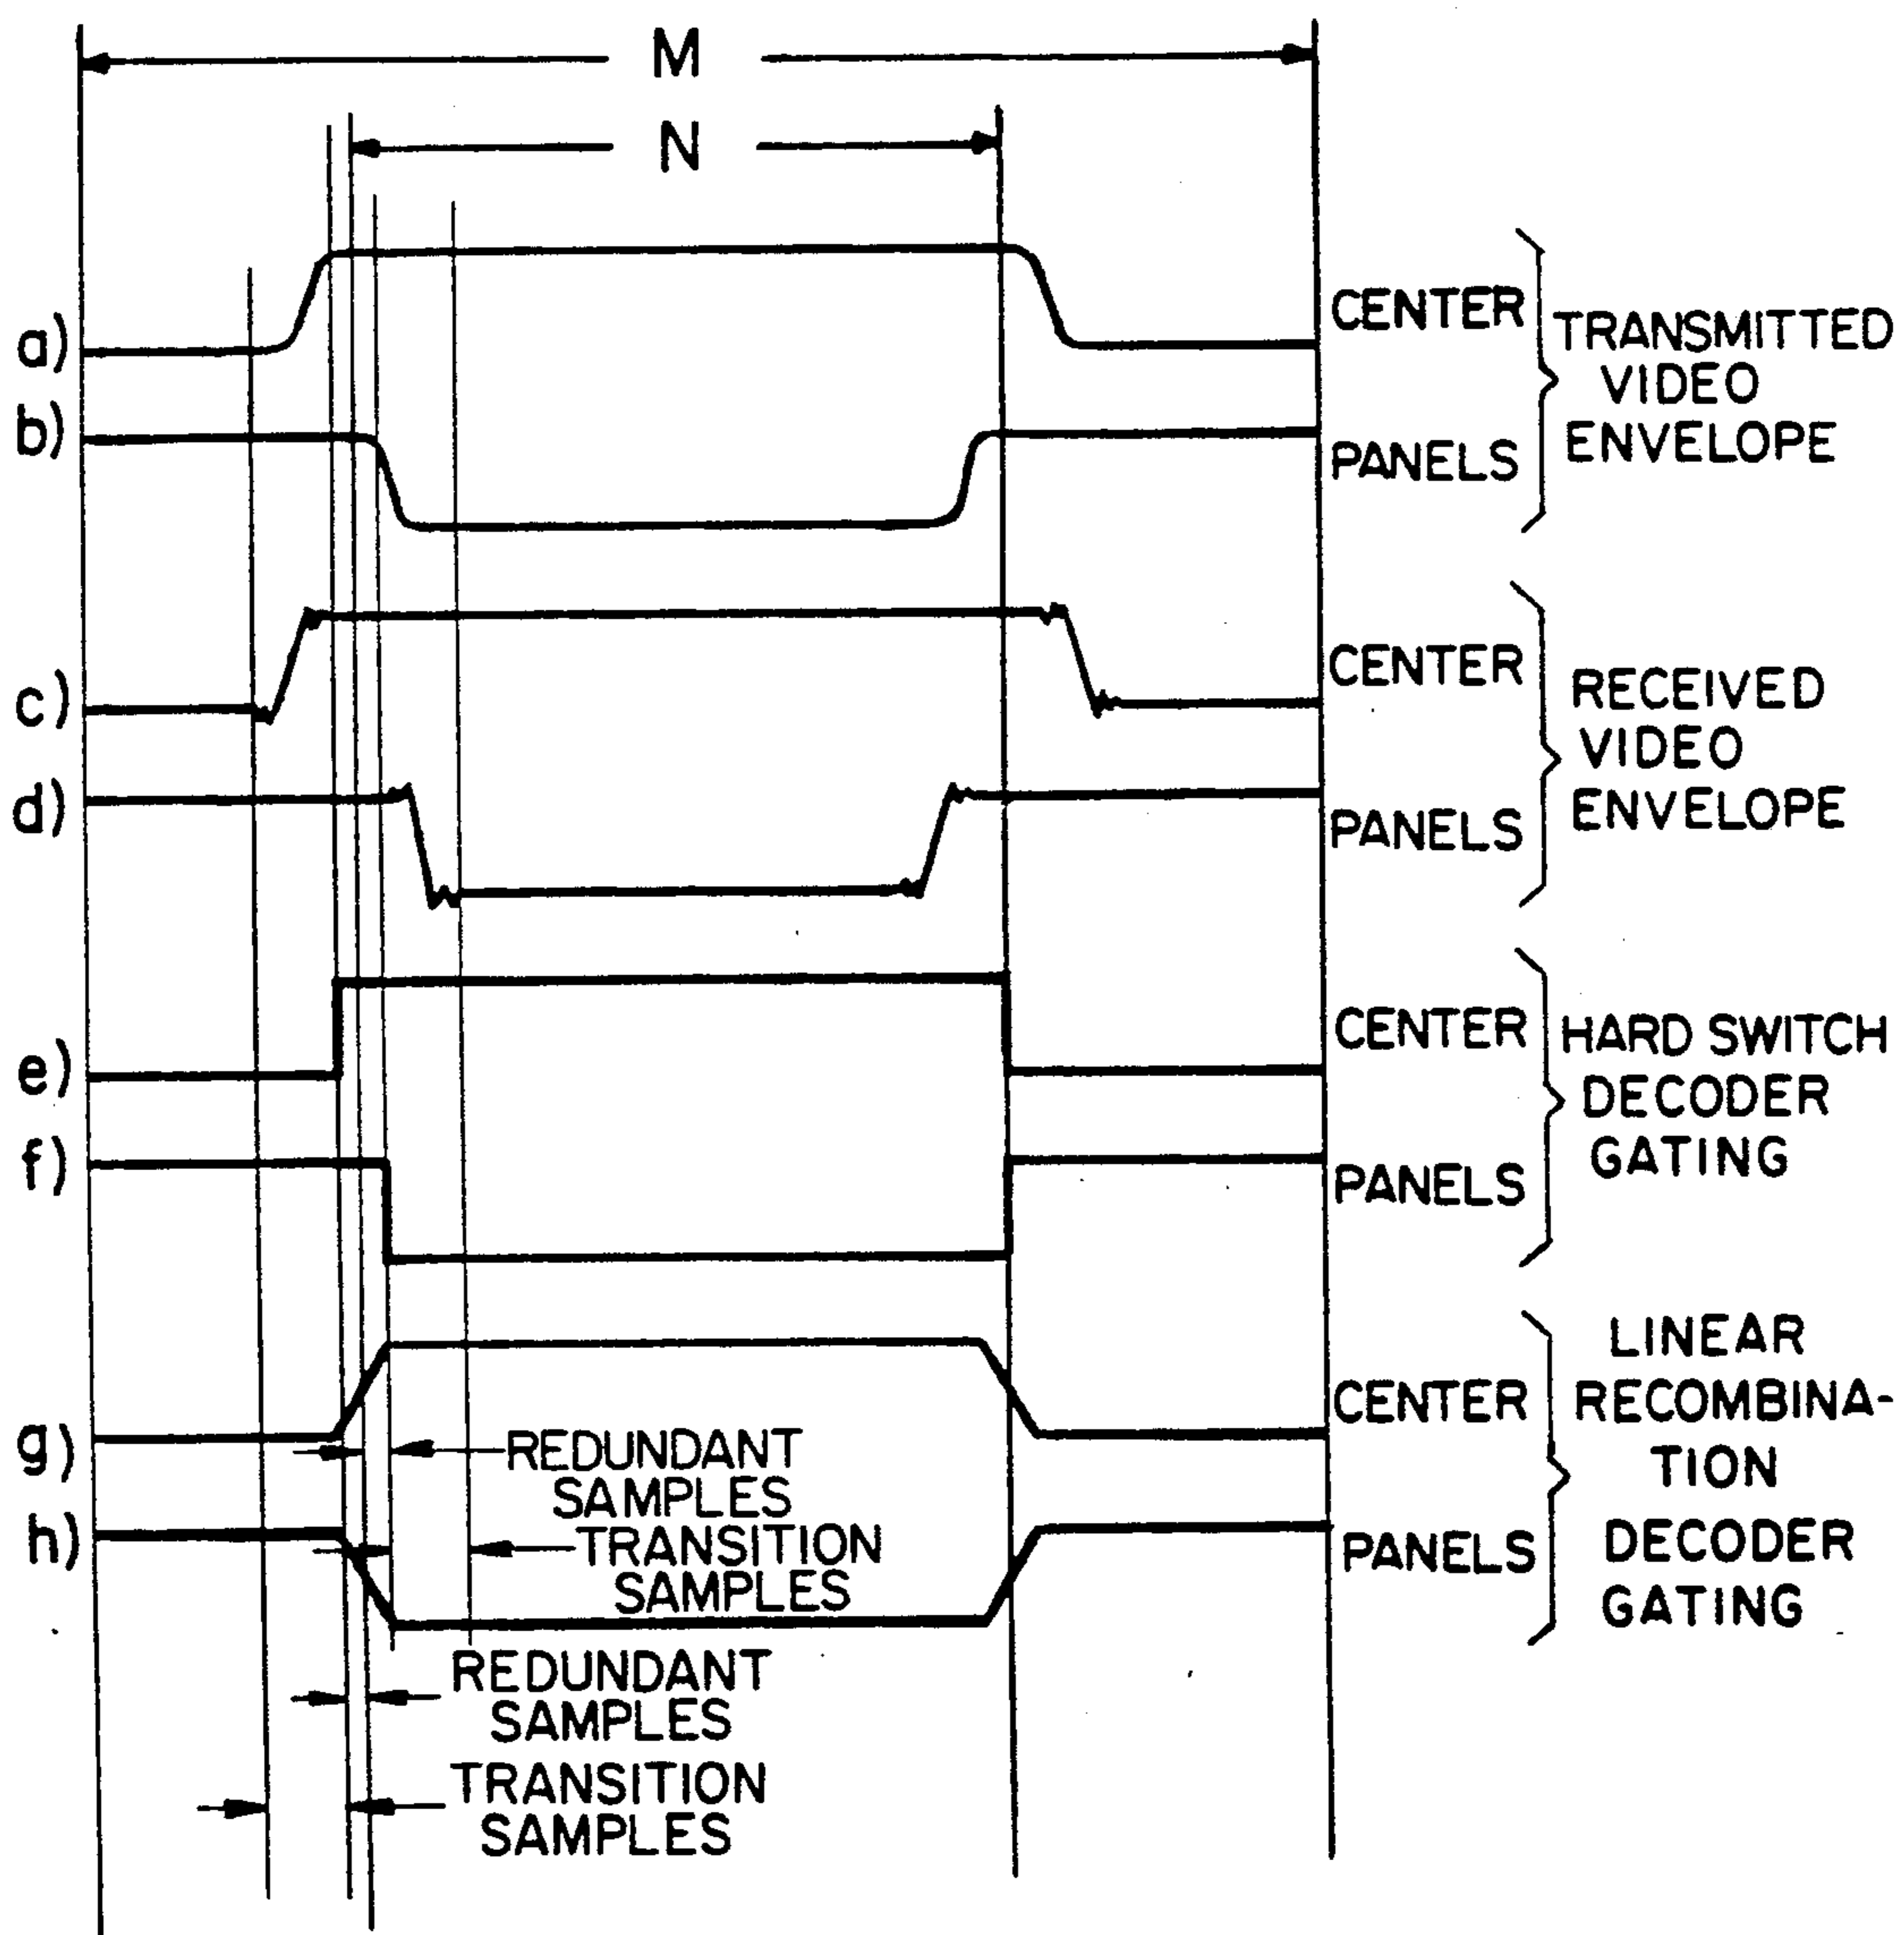 M
N
a)
CENTER
TRANSMITTED
VIDEO
ENVELOPE
b)
PANELS
c)
CENTER
RECEIVED
VIDEO
ENVELOPE
d)
PANELS
e)
CENTER
HARD SWITCH
DECODER
GATING
f)
PANELS
g)
CENTER
LINEAR
RECOMBINA-
TION
DECODER
GATING
REDUNDANT
SAMPLES
h)
TRANSITION
SAMPLES
PANELS
REDUNDANT
SAMPLES
TRANSITION
SAMPLES